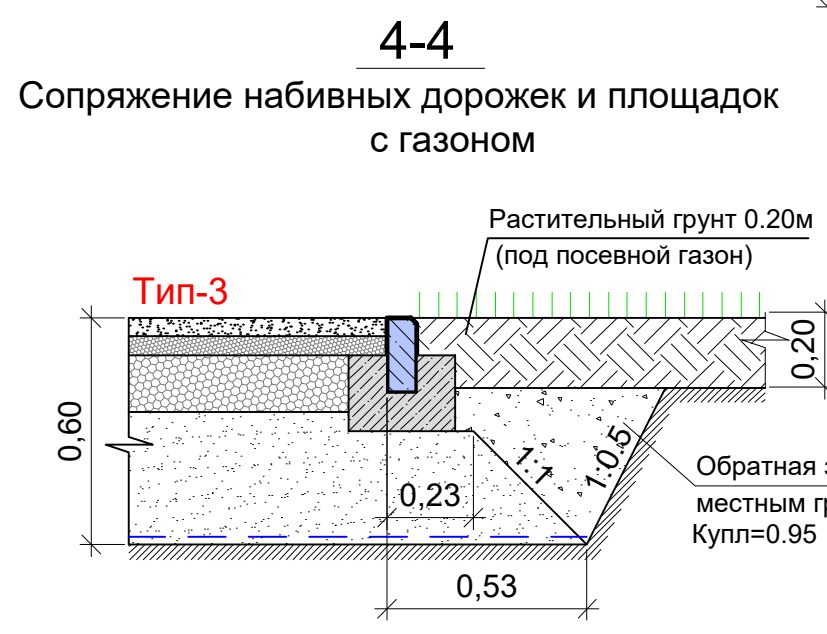 4-4
Сопряжение набивных дорожек и площадок
с газоном
Растительный грунт 0.20м
(под посевной газон)
Тип-3
0,60
0,20
1:1
1:0.5
0,23
Обратная
местным
Купл=0.95
0,53